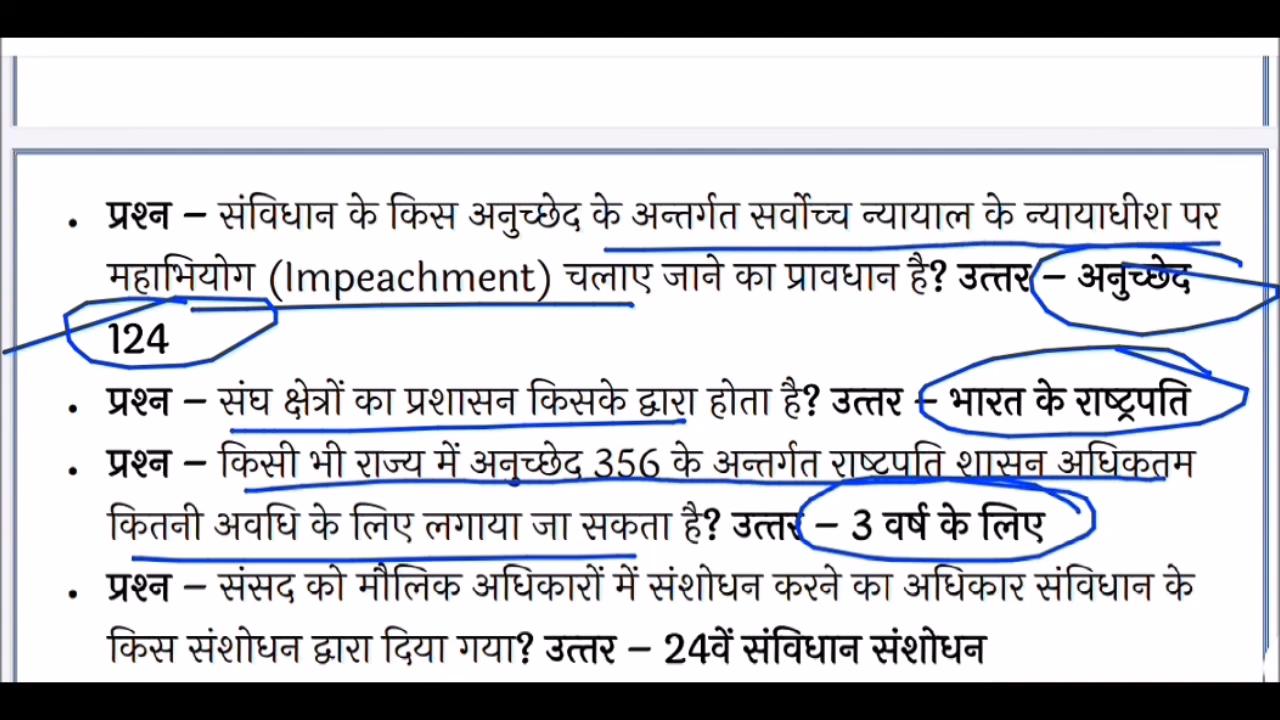 • प्रश्न – संविधान के किस अनुच्छेद के अन्तर्गत सर्वोच्च न्यायाल के न्यायाधीश पर
महाभियोग (Impeachment) चलाए जाने का प्रावधान है? उत्तर – अनुच्छेद
124
• प्रश्न – संघ क्षेत्रों का प्रशासन किसके द्वारा होता है? उत्तर – भारत के राष्ट्रपति
• प्रश्न – किसी भी राज्य में अनुच्छेद 356 के अन्तर्गत राष्टपति शासन अधिकतम
कितनी अवधि के लिए लगाया जा सकता है? उत्तर – 3 वर्ष के लिए
• प्रश्न – संसद को मौलिक अधिकारों में संशोधन करने का अधिकार संविधान के
किस संशोधन द्वारा दिया गया? उत्तर – 24वें संविधान संशोधन